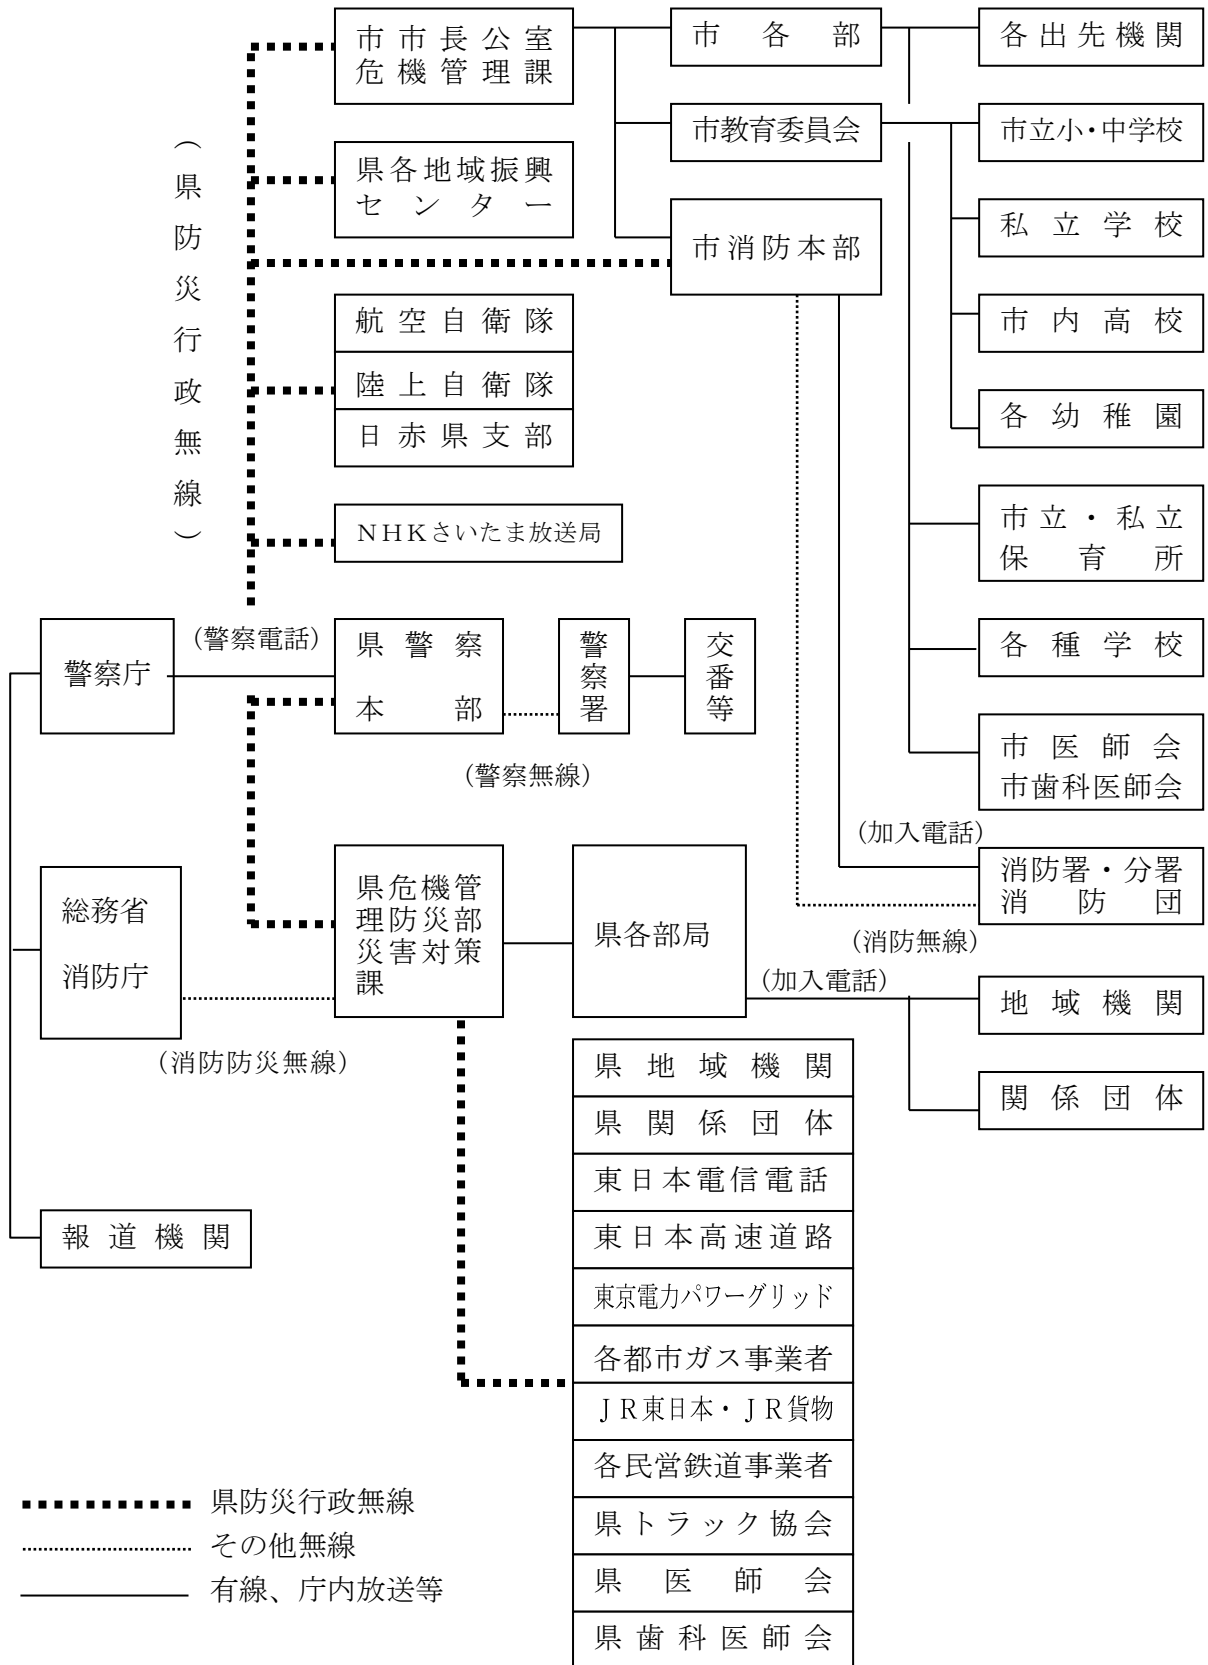 市市長公室
危機管理課
市各部
各出先機関
市教育委員会
市立小・中学校
（県防災行政無線）
県各地域振興
センター
市消防本部
私立学校
航空自衛隊
市内高校
陸上自衛隊
日赤県支部
各幼稚園
NHKさいたま放送局
市立・私立
保育所
警察庁
(警察電話)
県警察
本部
警察署
交番等
各種学校
(警察無線)
市医師会
市歯科医師会
(加入電話)
消防署・分署
消防団
(消防無線)
総務省
消防庁
県危機管
理防災部
災害対策
課
県各部局
(加入電話)
地域機関
(消防防災無線)
関係団体
県地域機関
県関係団体
東日本電信電話
東日本高速道路
報道機関
東京電力パワーグリッド
各都市ガス事業者
ＪＲ東日本・ＪＲ貨物
各民営鉄道事業者
県トラック協会
県医師会
県歯科医師会
県防災行政無線
その他無線
有線、庁内放送等